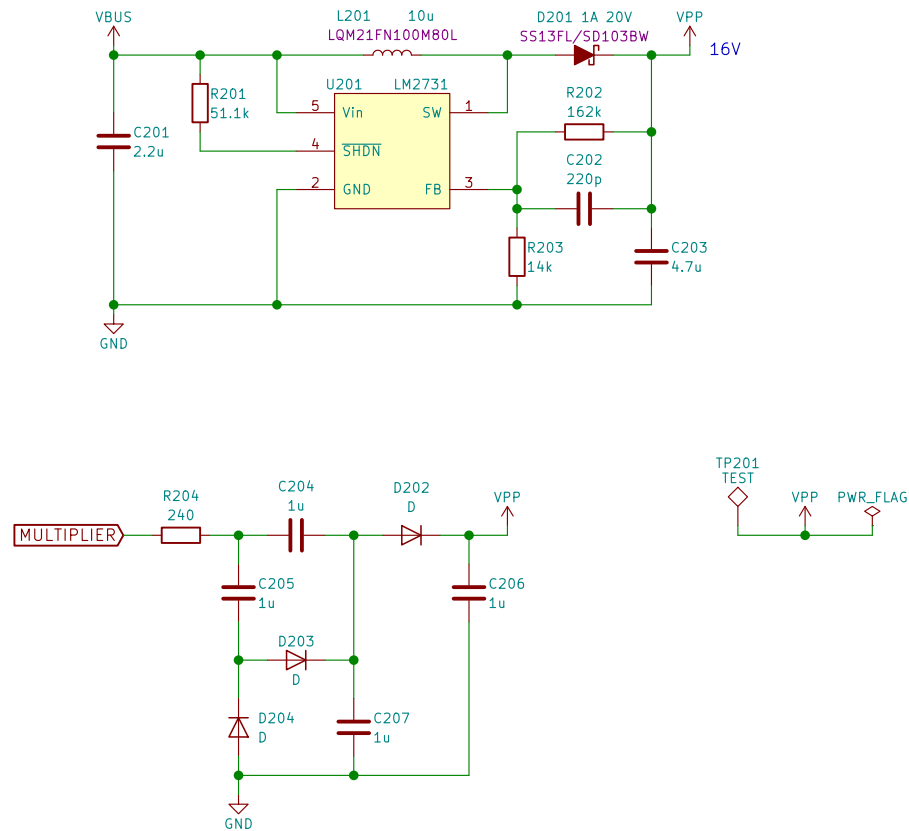 VBUS
L201 10u
LQM21FN100M80L
D201 1A 20V
SS13FL/SD103BW
VPP
16V
R201
51.1k
U201 LM2731
5 Vin SW 1
4 SHDN
2 GND FB 3
R202
162k
C201
2.2u
C202
220p
R203
14k
C203
4.7u
GND
TP201
TEST
VPP
PWR_FLAG
R204
240
C204
1u
D202
D
VPP
MULTIPLIER
C205
1u
C206
1u
D203
D
D204
D
C207
1u
GND